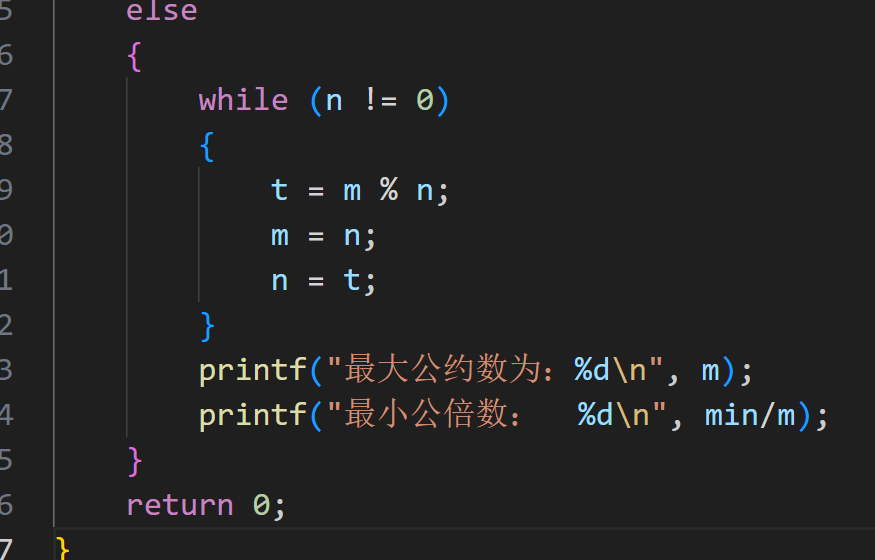 5 else
6 {
7 while (n != 0)
8 {
9 t = m % n;
0 m = n;
1 n = t;
2 }
3 printf("最大公约数为：%d\n", m);
4 printf("最小公倍数：  %d\n", min/m);
5 }
6 return 0;
7 }